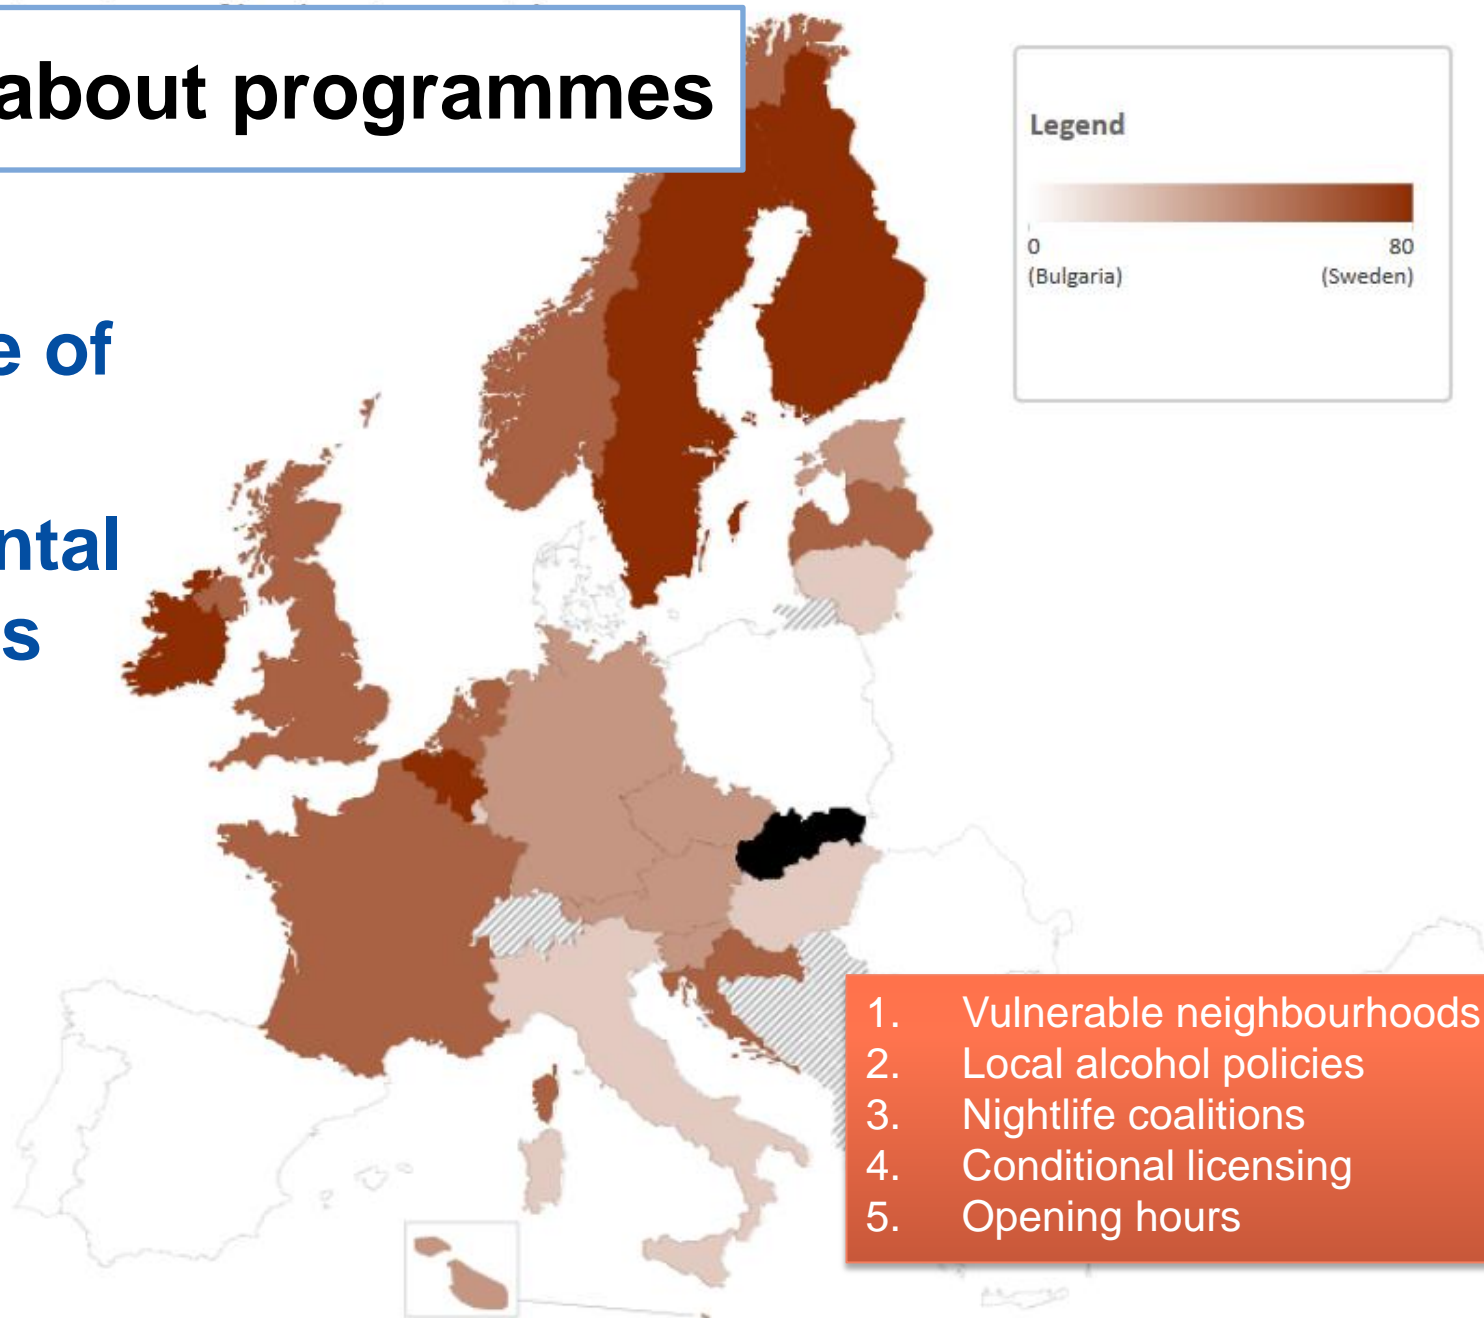 about programmes
e of
ntal
s
Legend
0 80
(Bulgaria) (Sweden)
1. Vulnerable neighbourhoods
2. Local alcohol policies
3. Nightlife coalitions
4. Conditional licensing
5. Opening hours